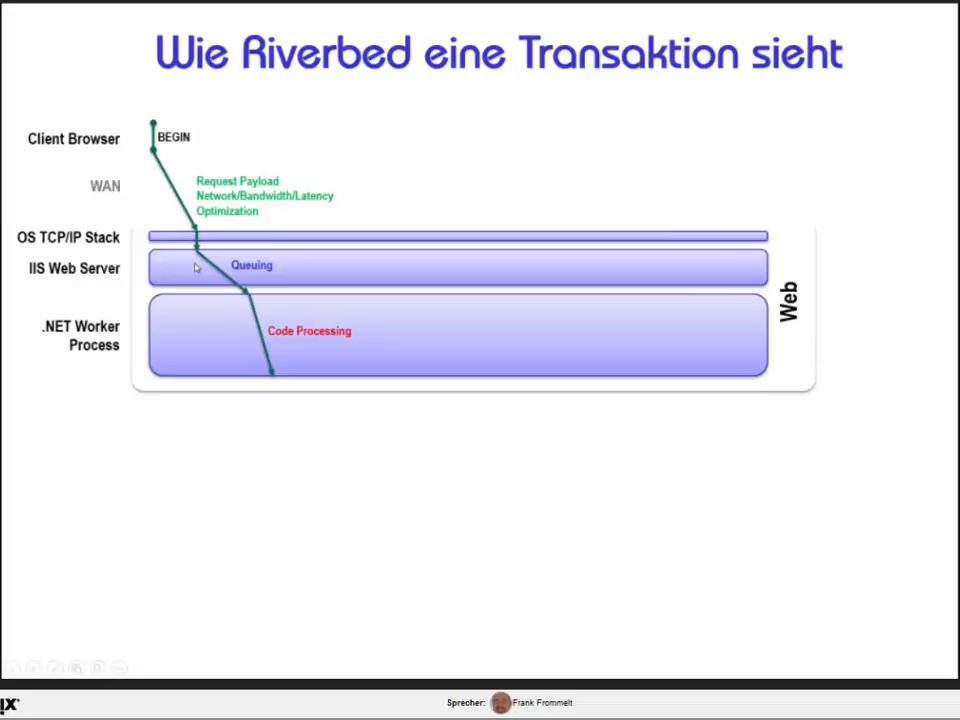 Wie Riverbed eine Transaktion sieht
Client Browser
BEGIN
WAN
Request Payload
Network/Bandwidth/Latency
Optimization
OS TCP/IP Stack
IIS Web Server
Queuing
.NET Worker
Process
Code Processing
Web
Sprecher: Frank Frommelt